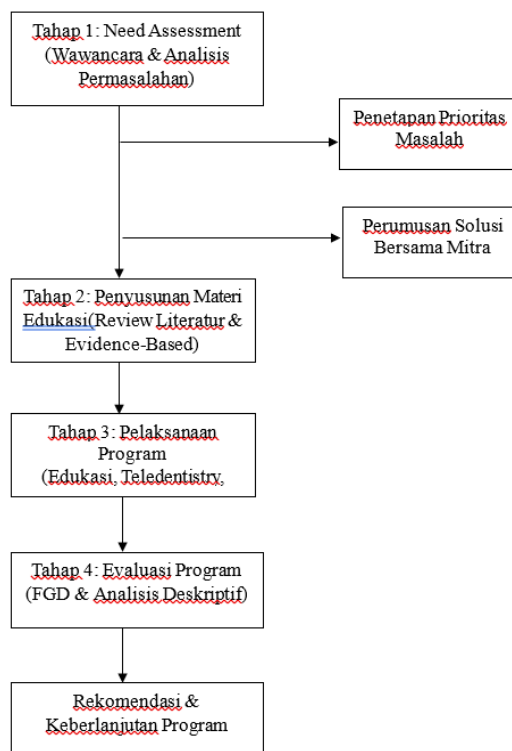 Tahap 1: Need Assessment
(Wawancara & Analisis
Permasalahan)
Penetapan Prioritas
Masalah
Perumusan Solusi
Bersama Mitra
Tahap 2: Penyusunan Materi
Edukasi(Review Literatur &
Evidence-Based)
Tahap 3: Pelaksanaan
Program
(Edukasi, Teledentistry,
Tahap 4: Evaluasi Program
(FGD & Analisis Deskriptif)
Rekomendasi &
Keberlanjutan Program